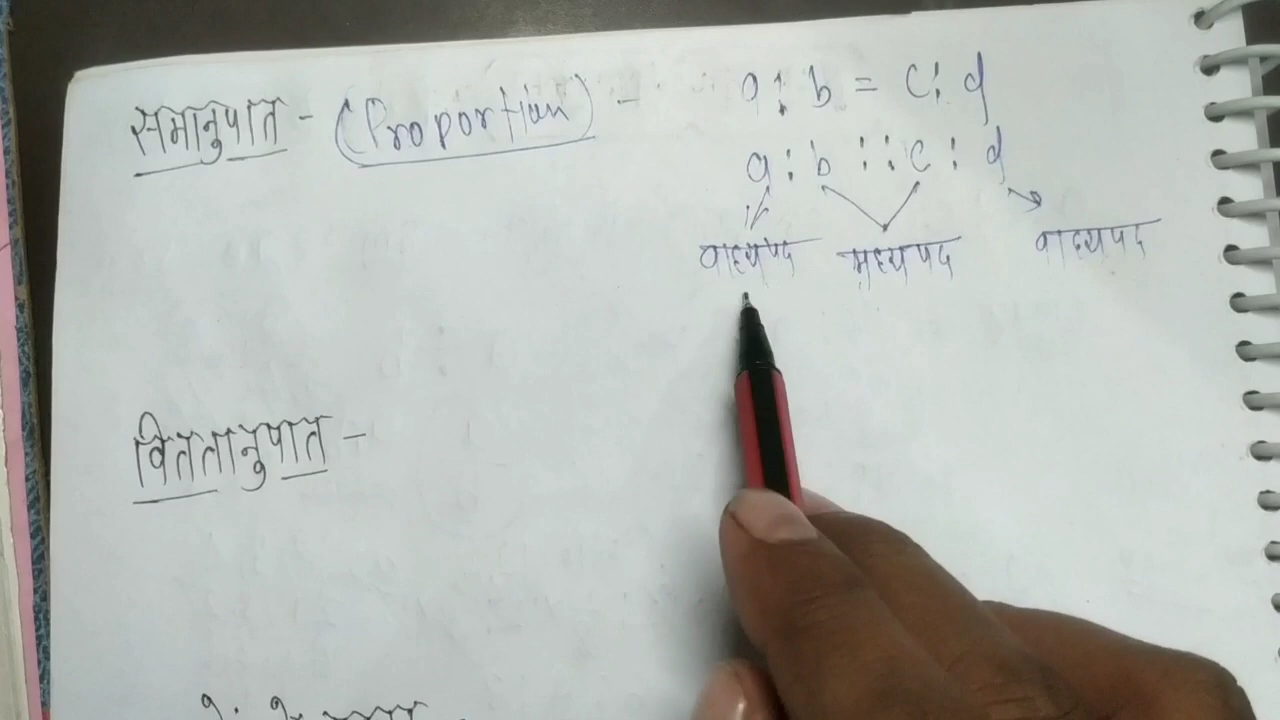 समानुपात - (Proportion) - a : b = c : d
a : b :: c : d
वाह्यपद मध्यपद वाह्यपद
विततानुपात -